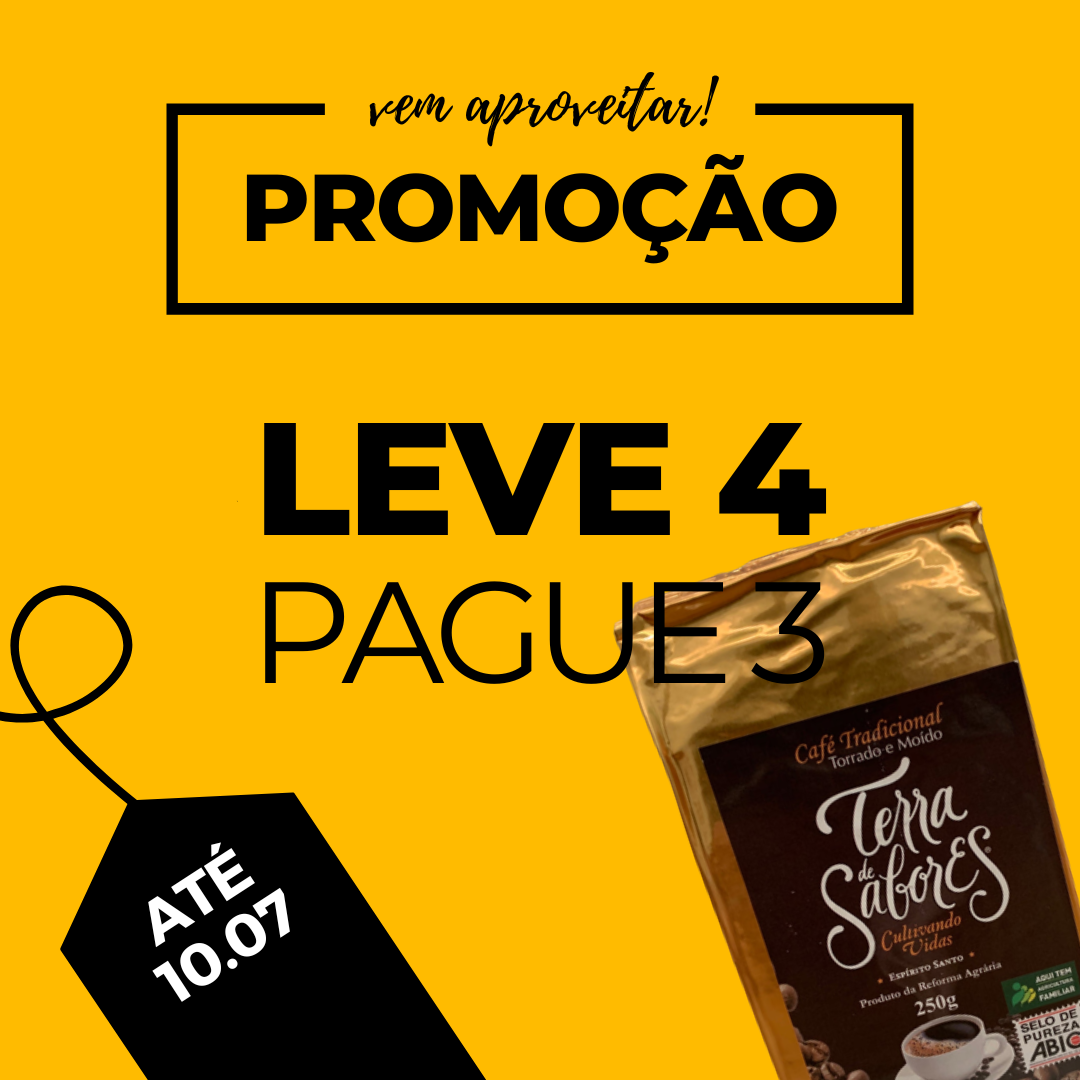 vem aproveitar!
PROMOÇÃO
LEVE 4
PAGUE 3
ATÉ
10.07
Café Tradicional
Torrado e Moído
Terra
de
Sabores
Cultivando
Vidas
• ESPÍRITO SANTO •
Produto da Reforma Agrária
250g
AQUI TEM
AGRICULTURA
FAMILIAR
SELO DE
PUREZA
ABIC